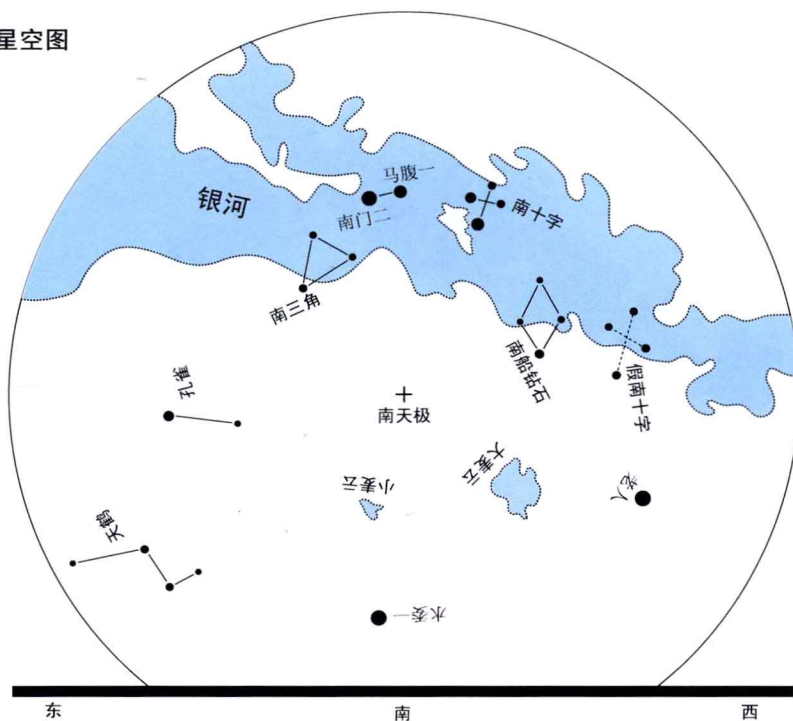 星空图
银河
马腹一
南门二
南十字
南三角
南船钻石
假南十字
孔雀
南天极
大麦云
小麦云
老人
天鹤
水委一
东
南
西